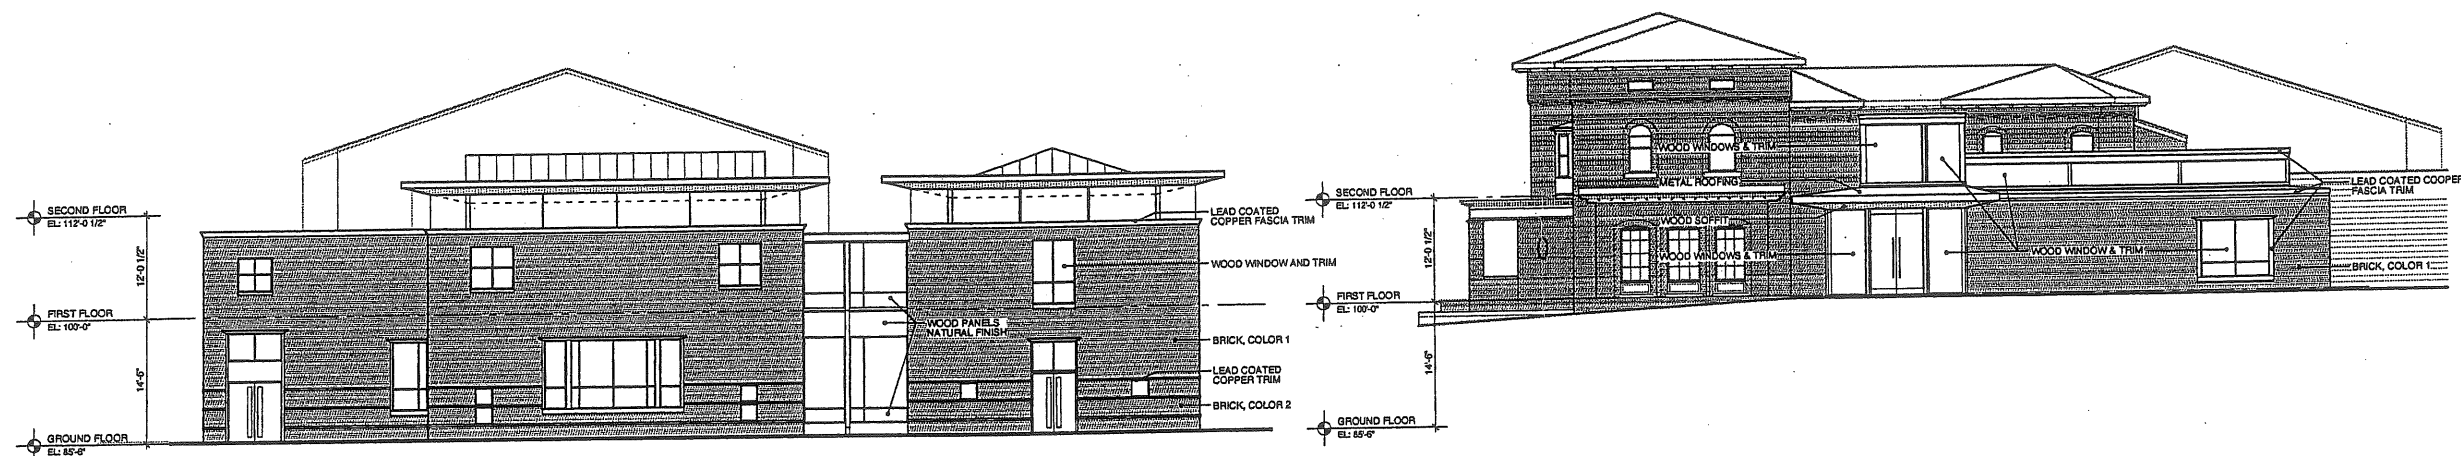 SECOND FLOOR
EL: 112'-0 1/2"
12'-0 1/2"
FIRST FLOOR
EL: 100'-0"
14'-6"
GROUND FLOOR
EL: 85'-6"
LEAD COATED
COPPER FASCIA TRIM
WOOD WINDOW AND TRIM
WOOD PANELS
NATURAL FINISH
BRICK, COLOR 1
LEAD COATED
COPPER TRIM
BRICK, COLOR 2
SECOND FLOOR
EL: 112'-0 1/2"
12'-0 1/2"
FIRST FLOOR
EL: 100'-0"
14'-6"
GROUND FLOOR
EL: 85'-6"
WOOD WINDOWS & TRIM
METAL ROOFING
WOOD SOFFIT
WOOD WINDOWS & TRIM
WOOD WINDOW & TRIM
LEAD COATED COOPER
FASCIA TRIM
BRICK, COLOR 1